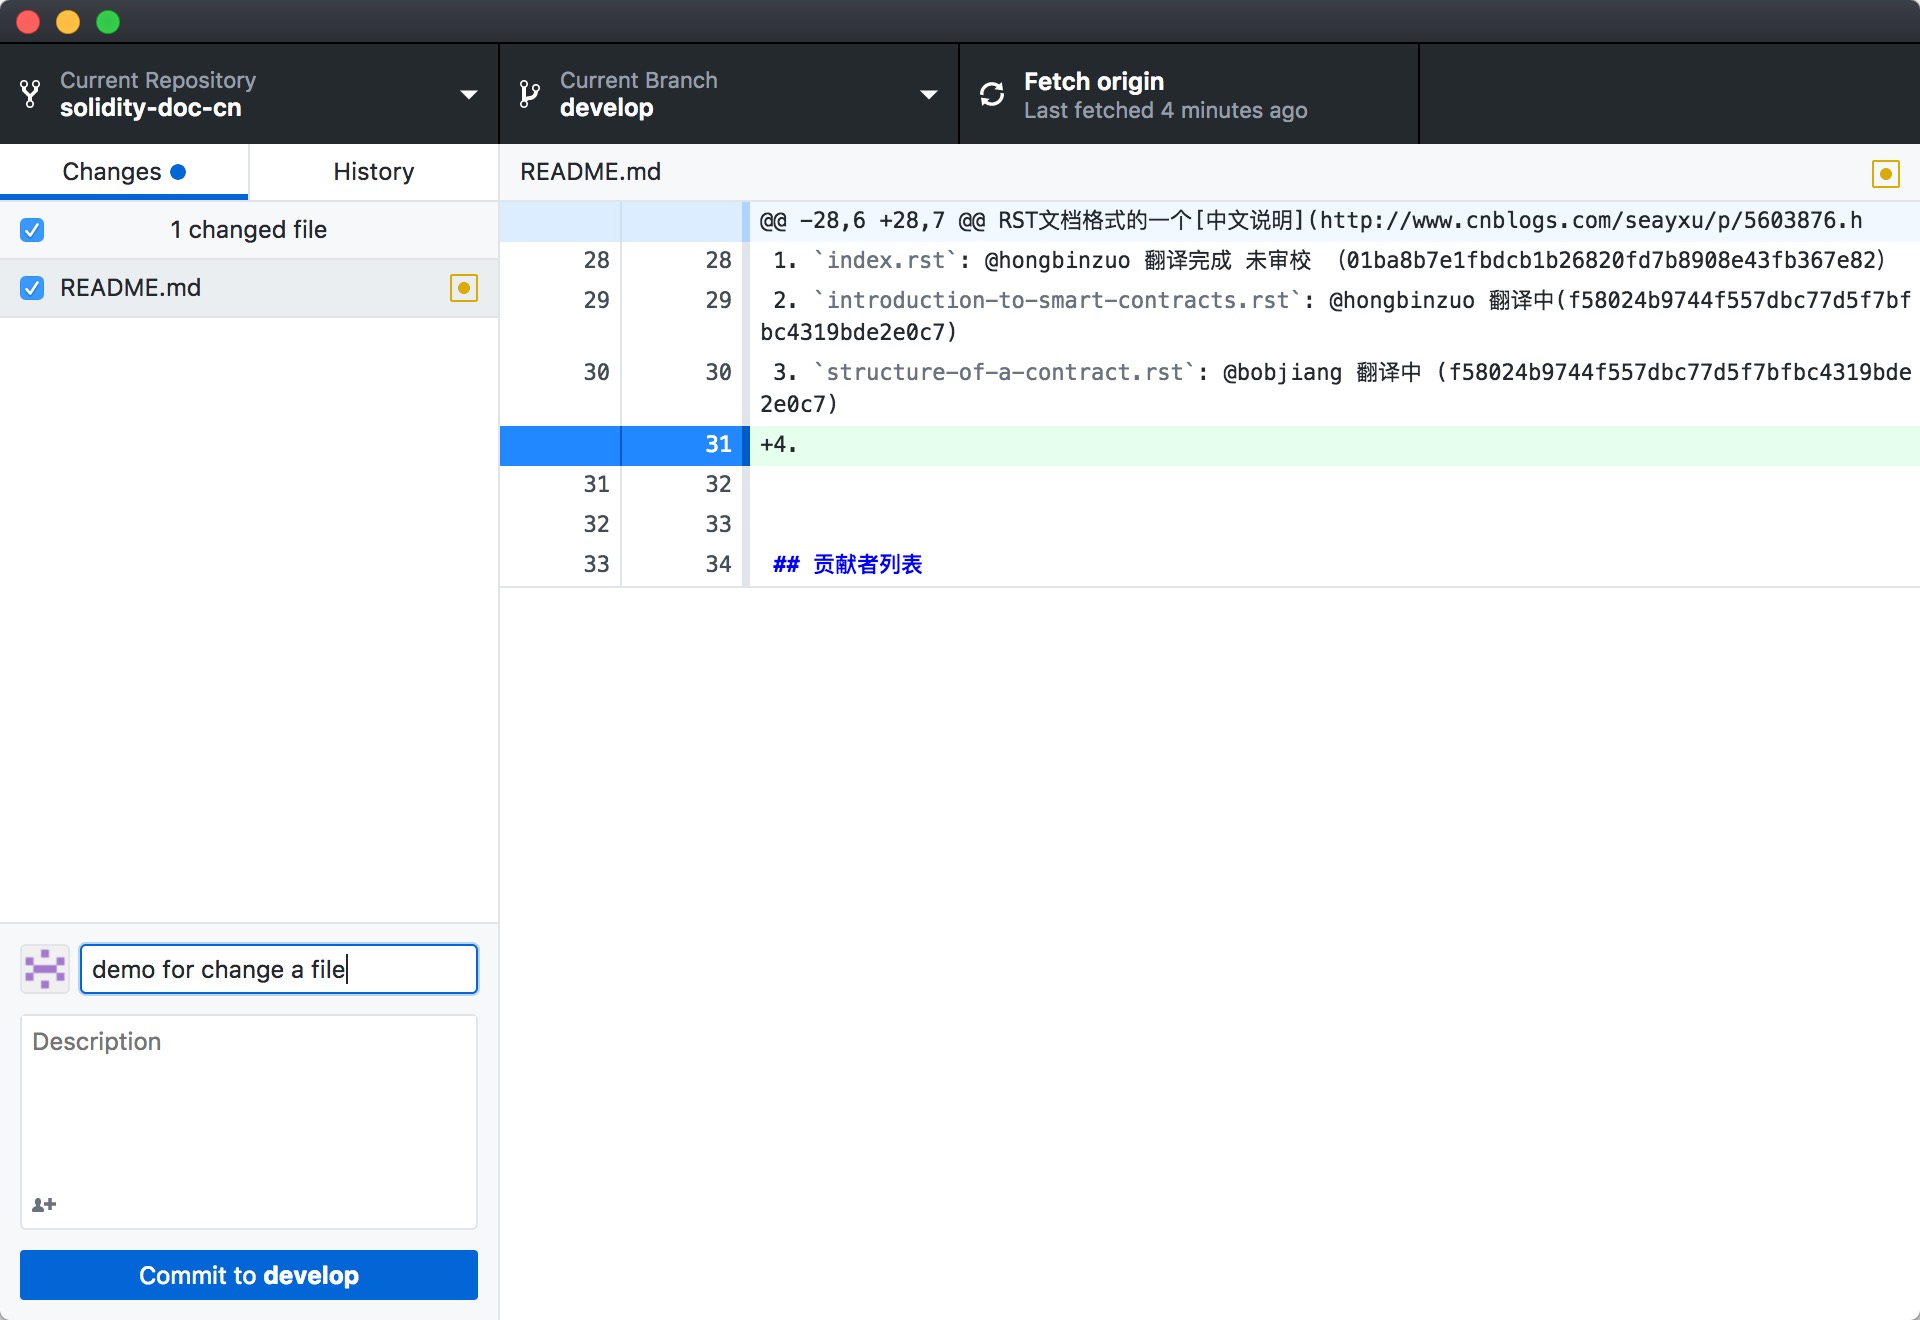 Current Repository
solidity-doc-cn
Current Branch
develop
Fetch origin
Last fetched 4 minutes ago
Changes
History
README.md
1 changed file
README.md
@@ -28,6 +28,7 @@ RST文档格式的一个[中文说明](http://www.cnblogs.com/seayxu/p/5603876.h
28 28 1. `index.rst`: @hongbinzuo 翻译完成 未审校 （01ba8b7e1fbdcb1b26820fd7b8908e43fb367e82）
29 29 2. `introduction-to-smart-contracts.rst`: @hongbinzuo 翻译中(f58024b9744f557dbc77d5f7bf
bc4319bde2e0c7)
30 30 3. `structure-of-a-contract.rst`: @bobjiang 翻译中 (f58024b9744f557dbc77d5f7bfbc4319bde
2e0c7)
31 +4.
31 32
32 33
33 34 ## 贡献者列表
demo for change a file
Description
Commit to develop